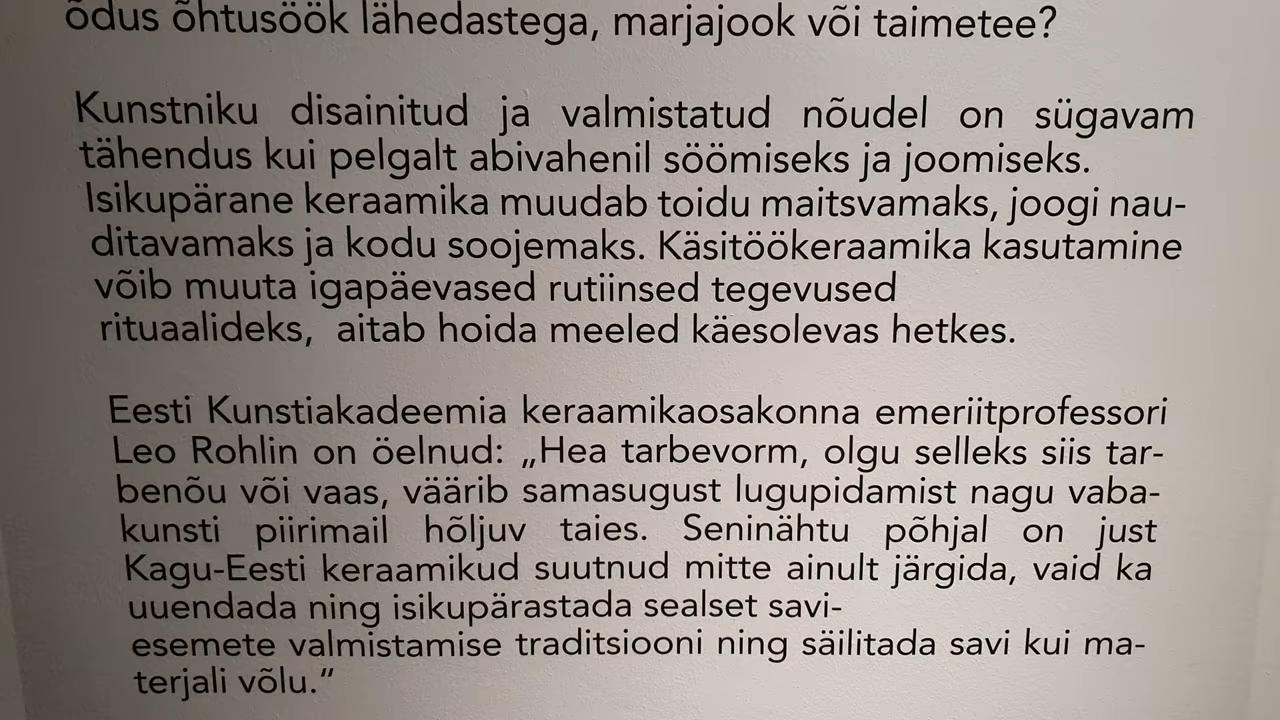 õdus õhtusöök lähedastega, marjajook või taimetee?
Kunstniku disainitud ja valmistatud nõudel on sügavam
tähendus kui pelgalt abivahenil söömiseks ja joomiseks.
Isikupärane keraamika muudab toidu maitsvamaks, joogi nau-
ditavamaks ja kodu soojemaks. Käsitöökeraamika kasutamine
võib muuta igapäevased rutiinsed tegevused
rituaalideks, aitab hoida meeled käesolevas hetkes.
Eesti Kunstiakadeemia keraamikaosakonna emeriitprofessori
Leo Rohlin on öelnud: „Hea tarbevorm, olgu selleks siis tar-
benõu või vaas, väärib samasugust lugupidamist nagu vaba-
kunsti piirimail hõljuv taies. Seninähtu põhjal on just
Kagu-Eesti keraamikud suutnud mitte ainult järgida, vaid ka
uuendada ning isikupärastada sealset savi-
esemete valmistamise traditsiooni ning säilitada savi kui ma-
terjali võlu.”